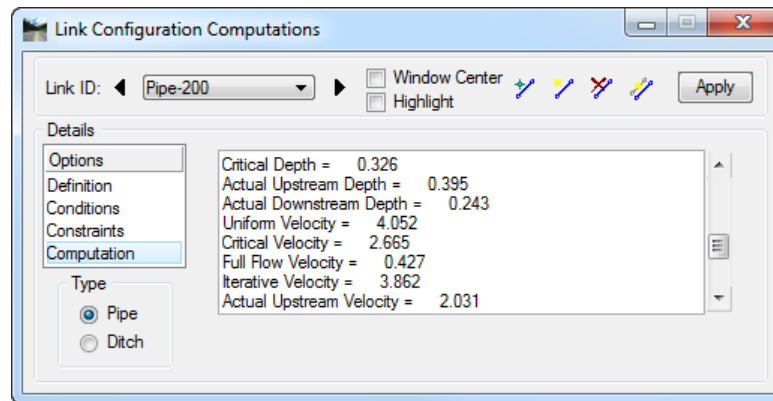 Link Configuration Computations
Link ID: Pipe-200 Window Center Apply
Highlight
Details
Options
Definition
Conditions
Constraints
Computation
Critical Depth = 0.326
Actual Upstream Depth = 0.395
Actual Downstream Depth = 0.243
Uniform Velocity = 4.052
Critical Velocity = 2.665
Full Flow Velocity = 0.427
Iterative Velocity = 3.862
Actual Upstream Velocity = 2.031
Type
Pipe
Ditch